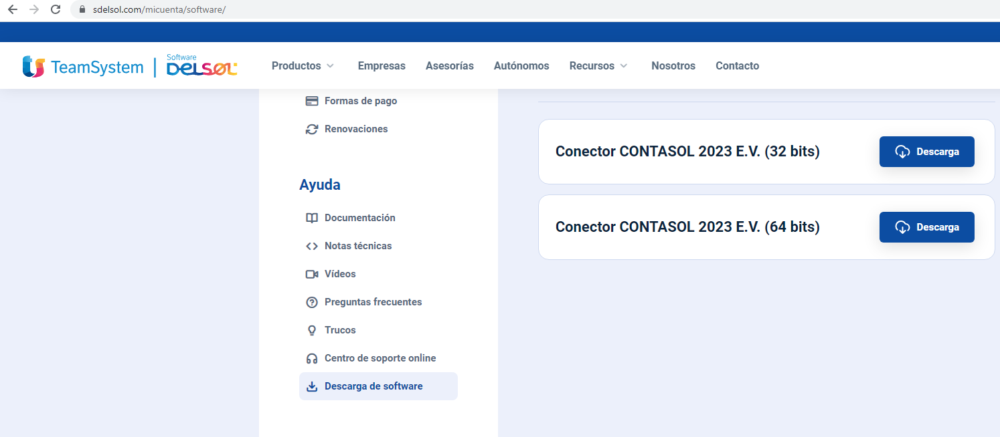 sdelsol.com/micuenta/software/
TeamSystem | Software DELSOL
Productos Empresas Asesorías Autónomos Recursos Nosotros Contacto
Formas de pago
Renovaciones
Ayuda
Documentación
Notas técnicas
Vídeos
Preguntas frecuentes
Trucos
Centro de soporte online
Descarga de software
Conector CONTASOL 2023 E.V. (32 bits) Descarga
Conector CONTASOL 2023 E.V. (64 bits) Descarga